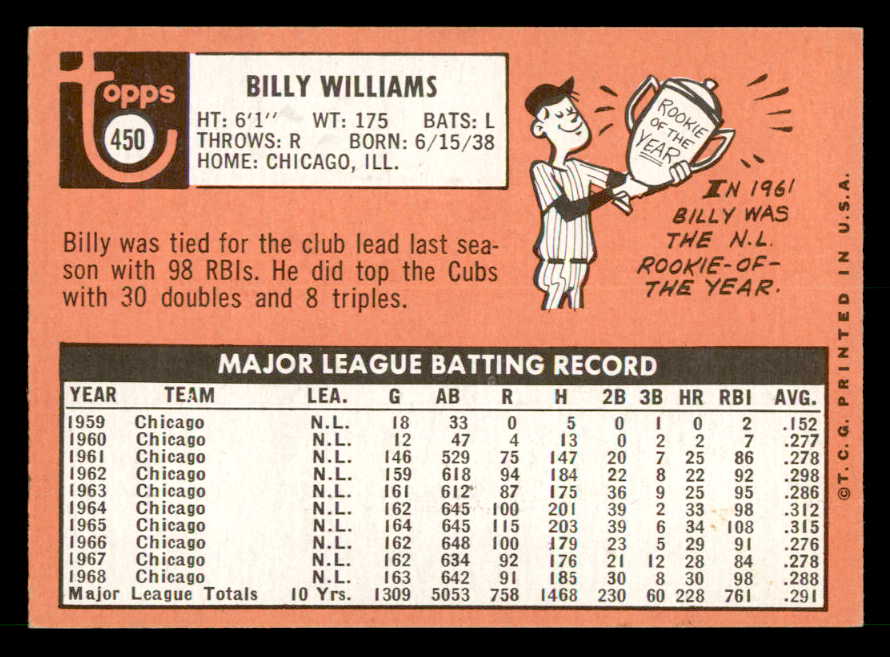 Topps
450
BILLY WILLIAMS
HT: 6'1" WT: 175 BATS: L
THROWS: R BORN: 6/15/38
HOME: CHICAGO, ILL.
Billy was tied for the club lead last sea-
son with 98 RBIs. He did top the Cubs
with 30 doubles and 8 triples.
ROOKIE
OF THE
YEAR
IN 1961
BILLY WAS
THE N.L.
ROOKIE-OF-
THE YEAR.
MAJOR LEAGUE BATTING RECORD
YEAR TEAM LEA. G AB R H 2B 3B HR RBI AVG.
1959 Chicago N.L. 18 33 0 5 0 1 0 2 .152
1960 Chicago N.L. 12 47 4 13 0 2 2 7 .277
1961 Chicago N.L. 146 529 75 147 20 7 25 86 .278
1962 Chicago N.L. 159 618 94 184 22 8 22 92 .298
1963 Chicago N.L. 161 612 87 175 36 9 25 95 .286
1964 Chicago N.L. 162 645 100 201 39 2 33 98 .312
1965 Chicago N.L. 164 645 115 203 39 6 34 108 .315
1966 Chicago N.L. 162 648 100 179 23 5 29 91 .276
1967 Chicago N.L. 162 634 92 176 21 12 28 84 .278
1968 Chicago N.L. 163 642 91 185 30 8 30 98 .288
Major League Totals 10 Yrs. 1309 5053 758 1468 230 60 228 761 .291
©T.C.G. PRINTED IN U.S.A.